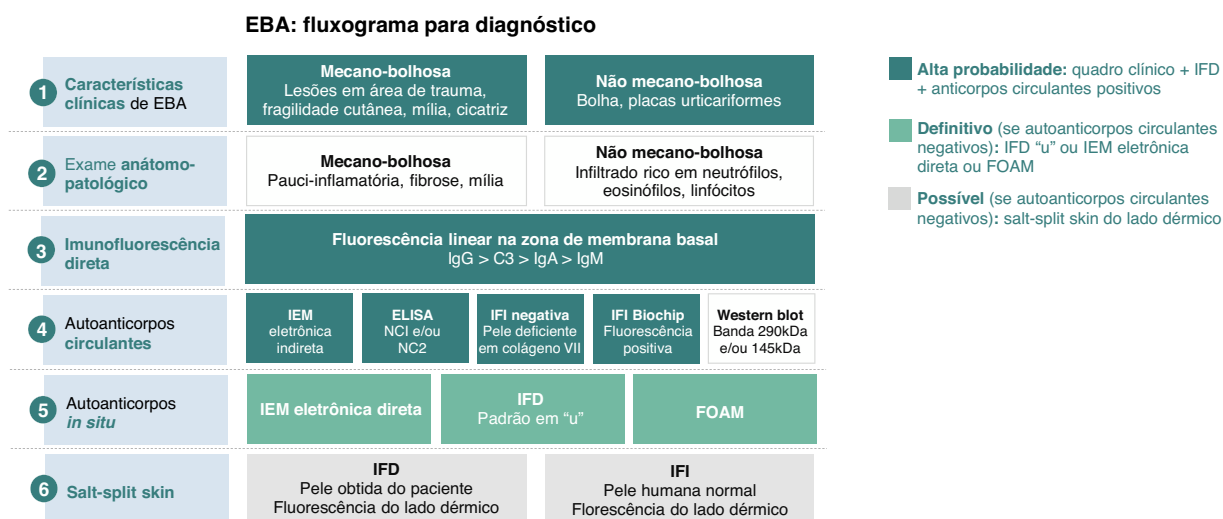 EBA: fluxograma para diagnóstico
1
Características
clínicas de EBA
Mecano-bolhosa
Lesões em área de trauma,
fragilidade cutânea, mília, cicatriz
Não mecano-bolhosa
Bolha, placas urticariformes
2
Exame anátomo-
patológico
Mecano-bolhosa
Pauci-inflamatória, fibrose, mília
Não mecano-bolhosa
Infiltrado rico em neutrófilos,
eosinófilos, linfócitos
3
Imunofluorescência
direta
Fluorescência linear na zona de membrana basal
IgG > C3 > IgA > IgM
4
Autoanticorpos
circulantes
IEM
eletrônica
indireta
ELISA
NCI e/ou
NC2
IFI negativa
Pele deficiente
em colágeno VII
IFI Biochip
Fluorescência
positiva
Western blot
Banda 290kDa
e/ou 145kDa
5
Autoanticorpos
in situ
IEM eletrônica direta
IFD
Padrão em “u”
FOAM
6
Salt-split skin
IFD
Pele obtida do paciente
Fluorescência do lado dérmico
IFI
Pele humana normal
Florescência do lado dérmico
Alta probabilidade: quadro clínico + IFD
+ anticorpos circulantes positivos
Definitivo (se autoanticorpos circulantes
negativos): IFD “u” ou IEM eletrônica
direta ou FOAM
Possível (se autoanticorpos circulantes
negativos): salt-split skin do lado dérmico